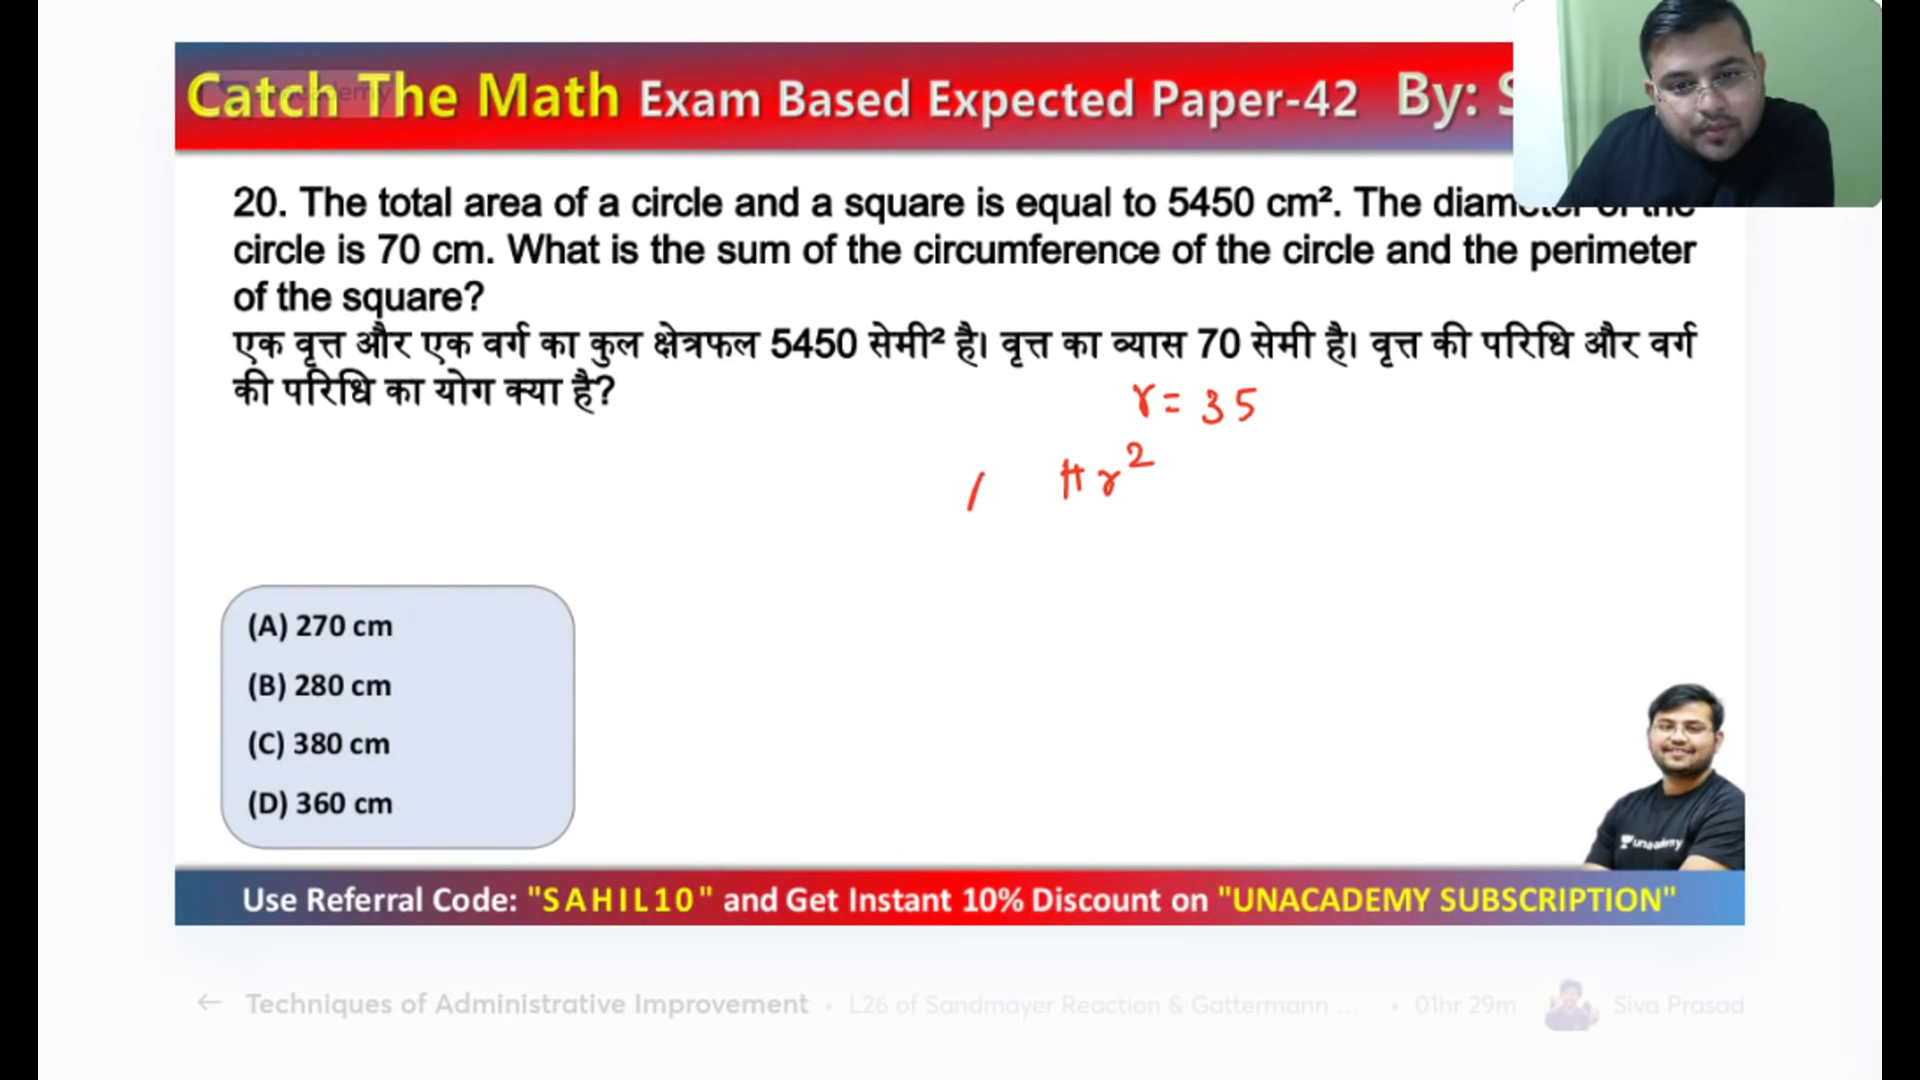 Catch The Math Exam Based Expected Paper-42 By:
20. The total area of a circle and a square is equal to 5450 cm². The diameter of the
circle is 70 cm. What is the sum of the circumference of the circle and the perimeter
of the square?
एक वृत्त और एक वर्ग का कुल क्षेत्रफल 5450 सेमी² है। वृत्त का व्यास 70 सेमी है। वृत्त की परिधि और वर्ग
की परिधि का योग क्या है?
r = 35
πr²
(A) 270 cm
(B) 280 cm
(C) 380 cm
(D) 360 cm
unacademy
Use Referral Code: "SAHIL10" and Get Instant 10% Discount on "UNACADEMY SUBSCRIPTION"
← Techniques of Administrative Improvement • L26 of Sandmayer Reaction & Gattermann ... • 01hr 29m Siva Prasad